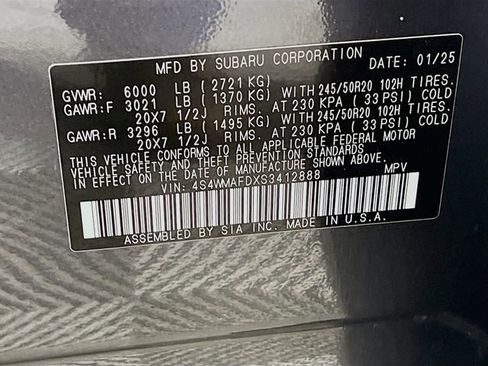 MFD BY SUBARU CORPORATION DATE: 01/25
GVWR: 6000 LB (2721 KG)
GAWR:F 3021 LB (1370 KG) WITH 245/50R20 102H TIRES.
20X7 1/2J RIMS. AT 230 KPA (33 PSI) COLD
GAWR:R 3296 LB (1495 KG) WITH 245/50R20 102H TIRES.
20X7 1/2J RIMS. AT 230 KPA (33 PSI) COLD
THIS VEHICLE CONFORMS TO ALL APPLICABLE FEDERAL MOTOR
VEHICLE SAFETY, BUMPER, AND THEFT PREVENTION STANDARDS
IN EFFECT ON THE DATE OF MANUFACTURE SHOWN ABOVE.
VIN: 4S4WMAFDXS3412888 MPV
ASSEMBLED BY SIA INC. MADE IN U.S.A.